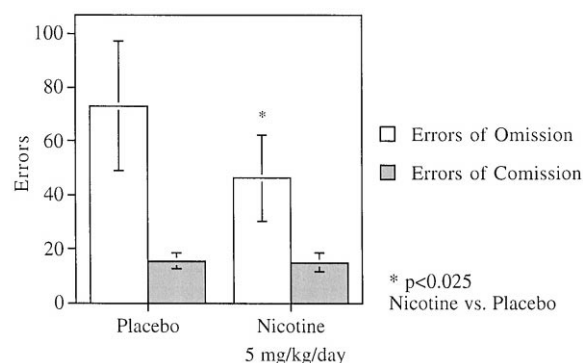 100
80
60
40
20
0
Errors
*
Placebo
Nicotine
5 mg/kg/day
Errors of Omission
Errors of Comission
* p<0.025
Nicotine vs. Placebo